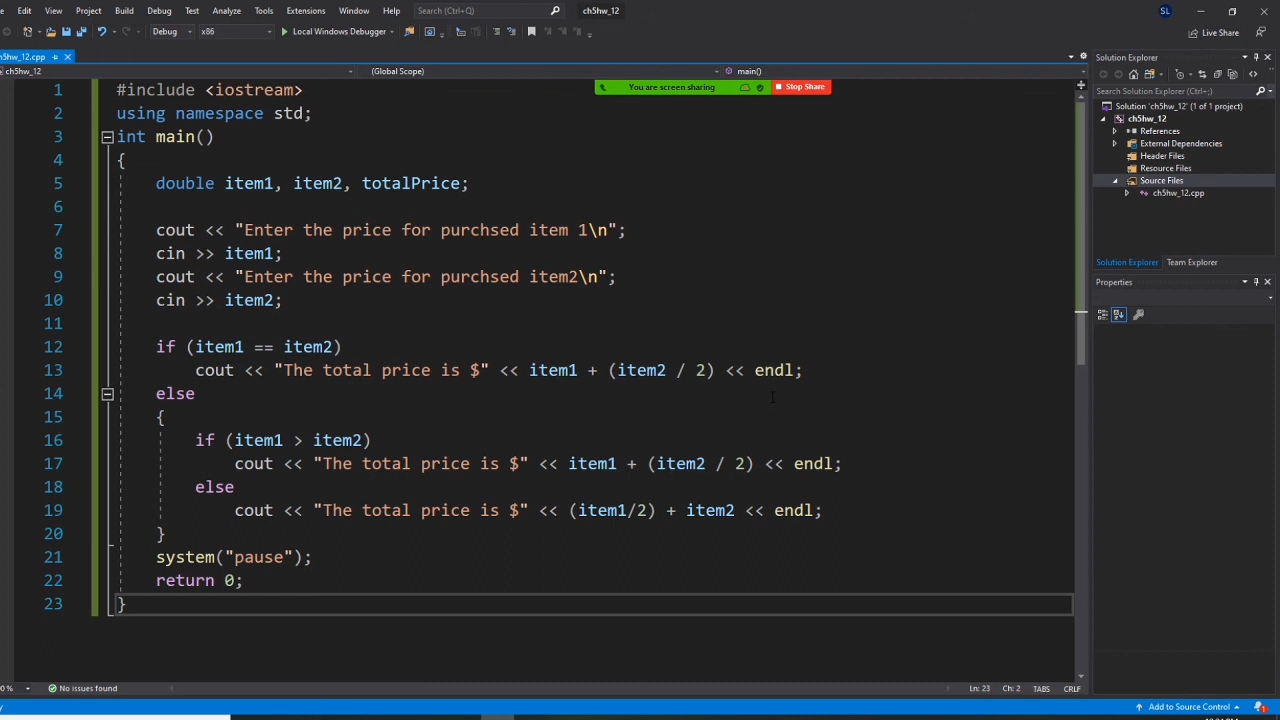 Edit View Project Build Debug Test Analyze Tools Extensions Window Help Search (Ctrl+Q) ch5hw_12 SL
Debug x86 Local Windows Debugger Live Share
ch5hw_12.cpp
ch5hw_12 (Global Scope) main()
You are screen sharing Stop Share
1 #include <iostream>
2 using namespace std;
3 int main()
4 {
5 double item1, item2, totalPrice;
6
7 cout << "Enter the price for purchsed item 1\n";
8 cin >> item1;
9 cout << "Enter the price for purchsed item2\n";
10 cin >> item2;
11
12 if (item1 == item2)
13 cout << "The total price is $" << item1 + (item2 / 2) << endl;
14 else
15 {
16 if (item1 > item2)
17 cout << "The total price is $" << item1 + (item2 / 2) << endl;
18 else
19 cout << "The total price is $" << (item1/2) + item2 << endl;
20 }
21 system("pause");
22 return 0;
23 }
Solution Explorer
Search Solution Explorer (Ctrl+;)
Solution 'ch5hw_12' (1 of 1 project)
ch5hw_12
References
External Dependencies
Header Files
Resource Files
Source Files
ch5hw_12.cpp
Solution Explorer Team Explorer
Properties
0 % No issues found Ln: 23 Ch: 2 TABS CRLF
Add to Source Control 1